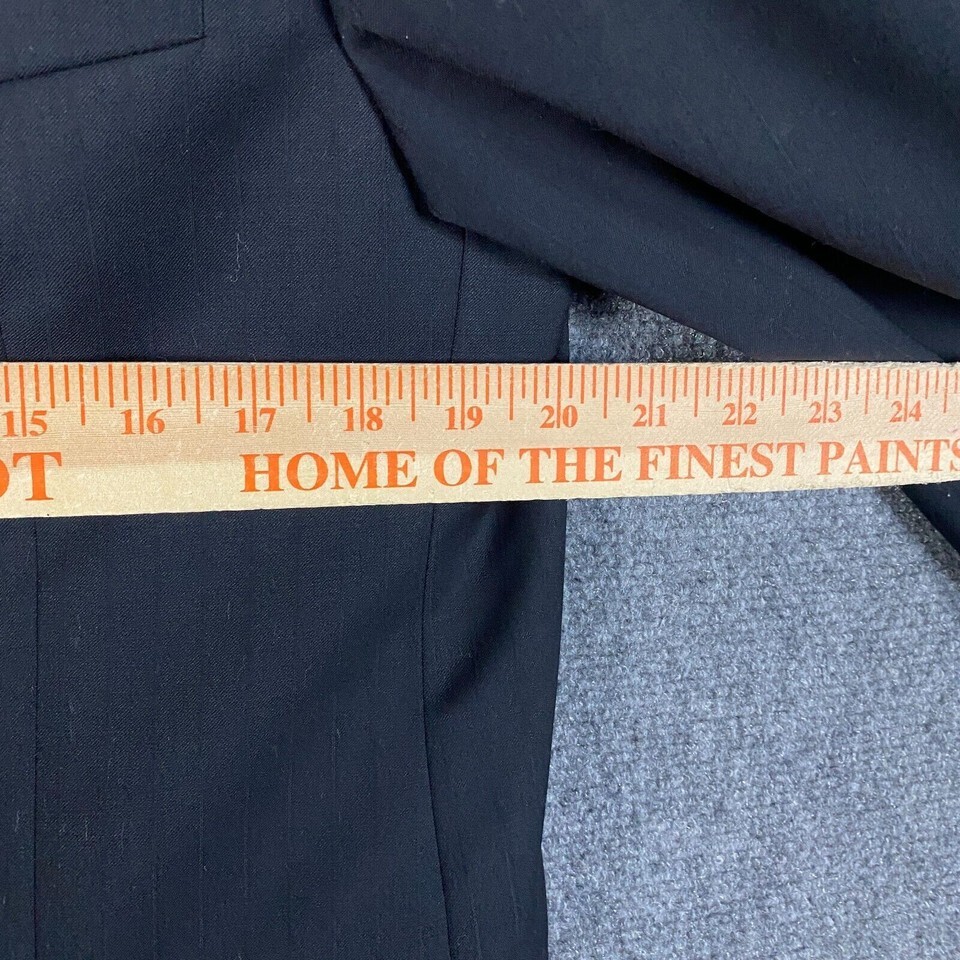 15 16 17 18 19 20 21 22 23 24
OT HOME OF THE FINEST PAINTS